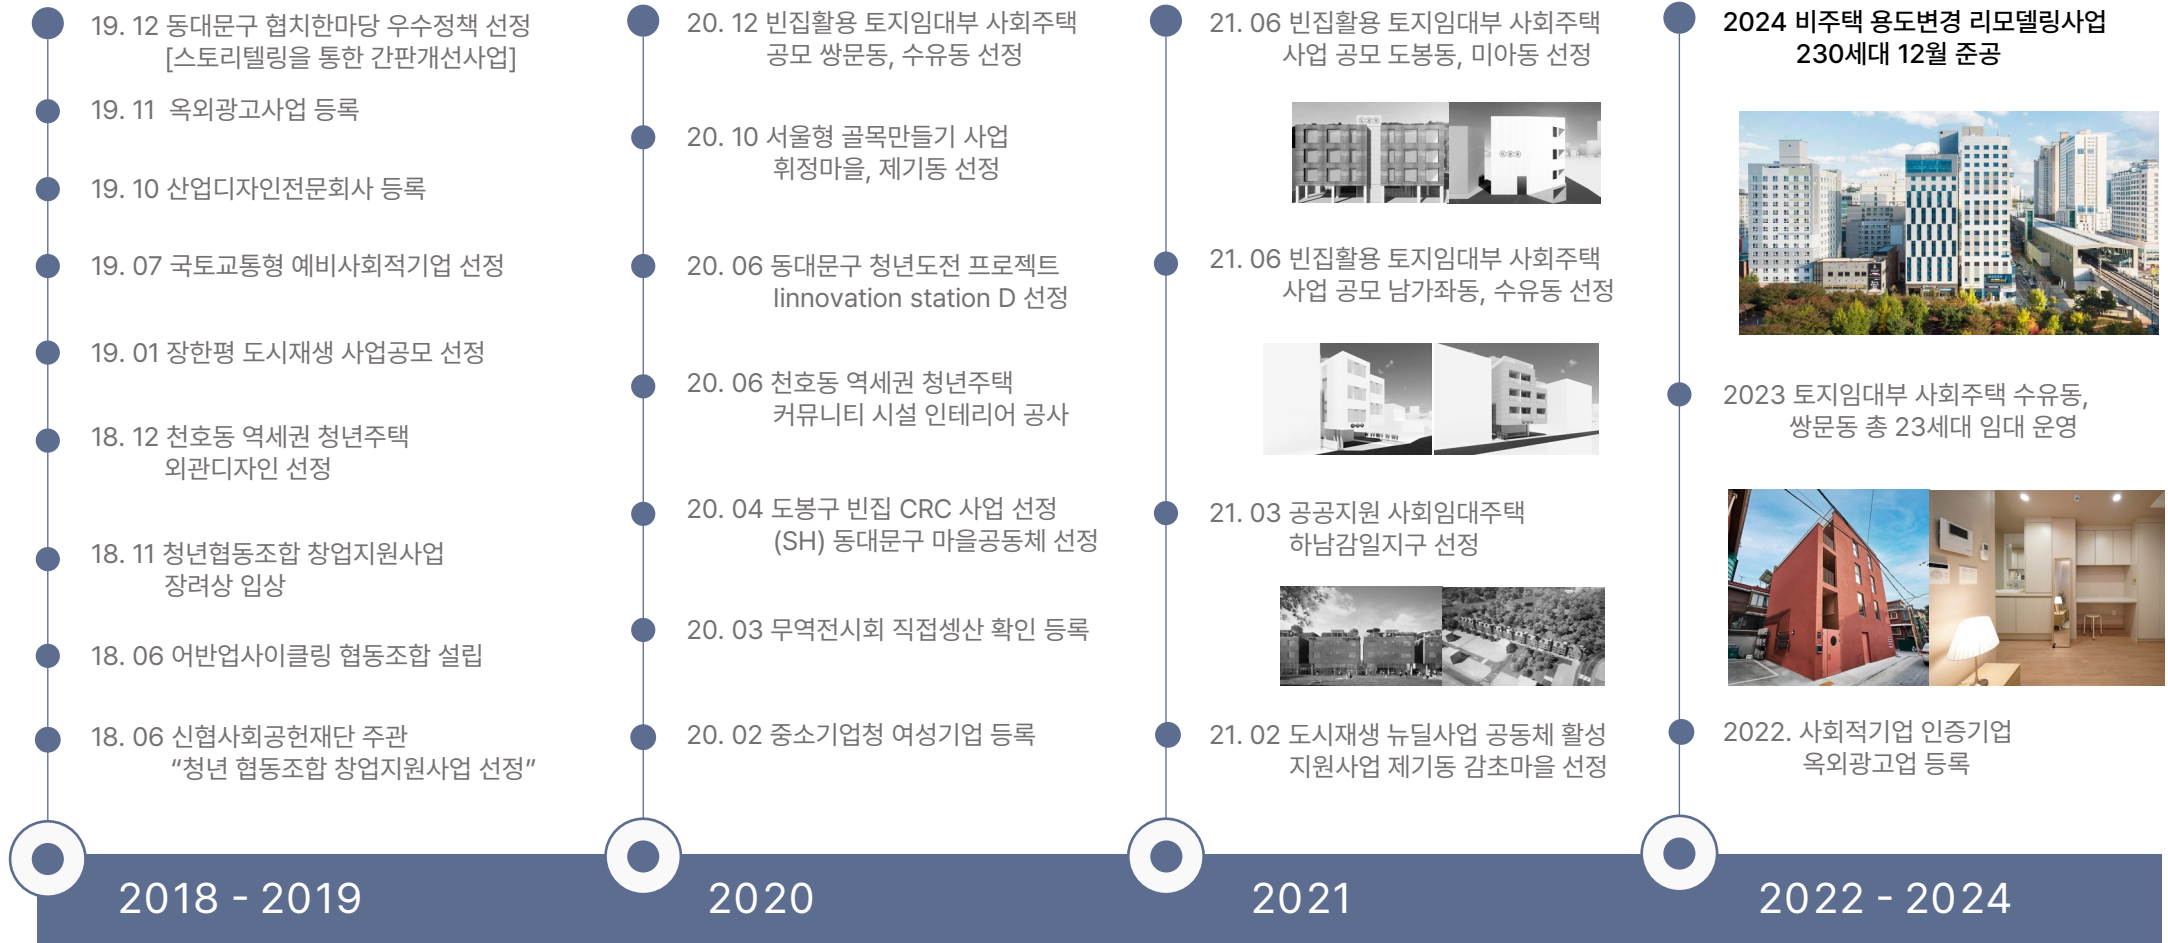 19. 12 동대문구 협치한마당 우수정책 선정
[스토리텔링을 통한 간판개선사업]
19. 11 옥외광고사업 등록
19. 10 산업디자인전문회사 등록
19. 07 국토교통형 예비사회적기업 선정
19. 01 장한평 도시재생 사업공모 선정
18. 12 천호동 역세권 청년주택
외관디자인 선정
18. 11 청년협동조합 창업지원사업
장려상 입상
18. 06 어반업사이클링 협동조합 설립
18. 06 신협사회공헌재단 주관
“청년 협동조합 창업지원사업 선정”
2018 - 2019
20. 12 빈집활용 토지임대부 사회주택
공모 쌍문동, 수유동 선정
20. 10 서울형 골목만들기 사업
휘정마을, 제기동 선정
20. 06 동대문구 청년도전 프로젝트
Iinnovation station D 선정
20. 06 천호동 역세권 청년주택
커뮤니티 시설 인테리어 공사
20. 04 도봉구 빈집 CRC 사업 선정
(SH) 동대문구 마을공동체 선정
20. 03 무역전시회 직접셍산 확인 등록
20. 02 중소기업청 여성기업 등록
2020
21. 06 빈집활용 토지임대부 사회주택
사업 공모 도봉동, 미아동 선정
21. 06 빈집활용 토지임대부 사회주택
사업 공모 남가좌동, 수유동 선정
21. 03 공공지원 사회임대주택
하남감일지구 선정
21. 02 도시재생 뉴딜사업 공동체 활성
지원사업 제기동 감초마을 선정
2021
2024 비주택 용도변경 리모델링사업
230세대 12월 준공
2023 토지임대부 사회주택 수유동,
쌍문동 총 23세대 임대 운영
2022. 사회적기업 인증기업
옥외광고업 등록
2022 - 2024